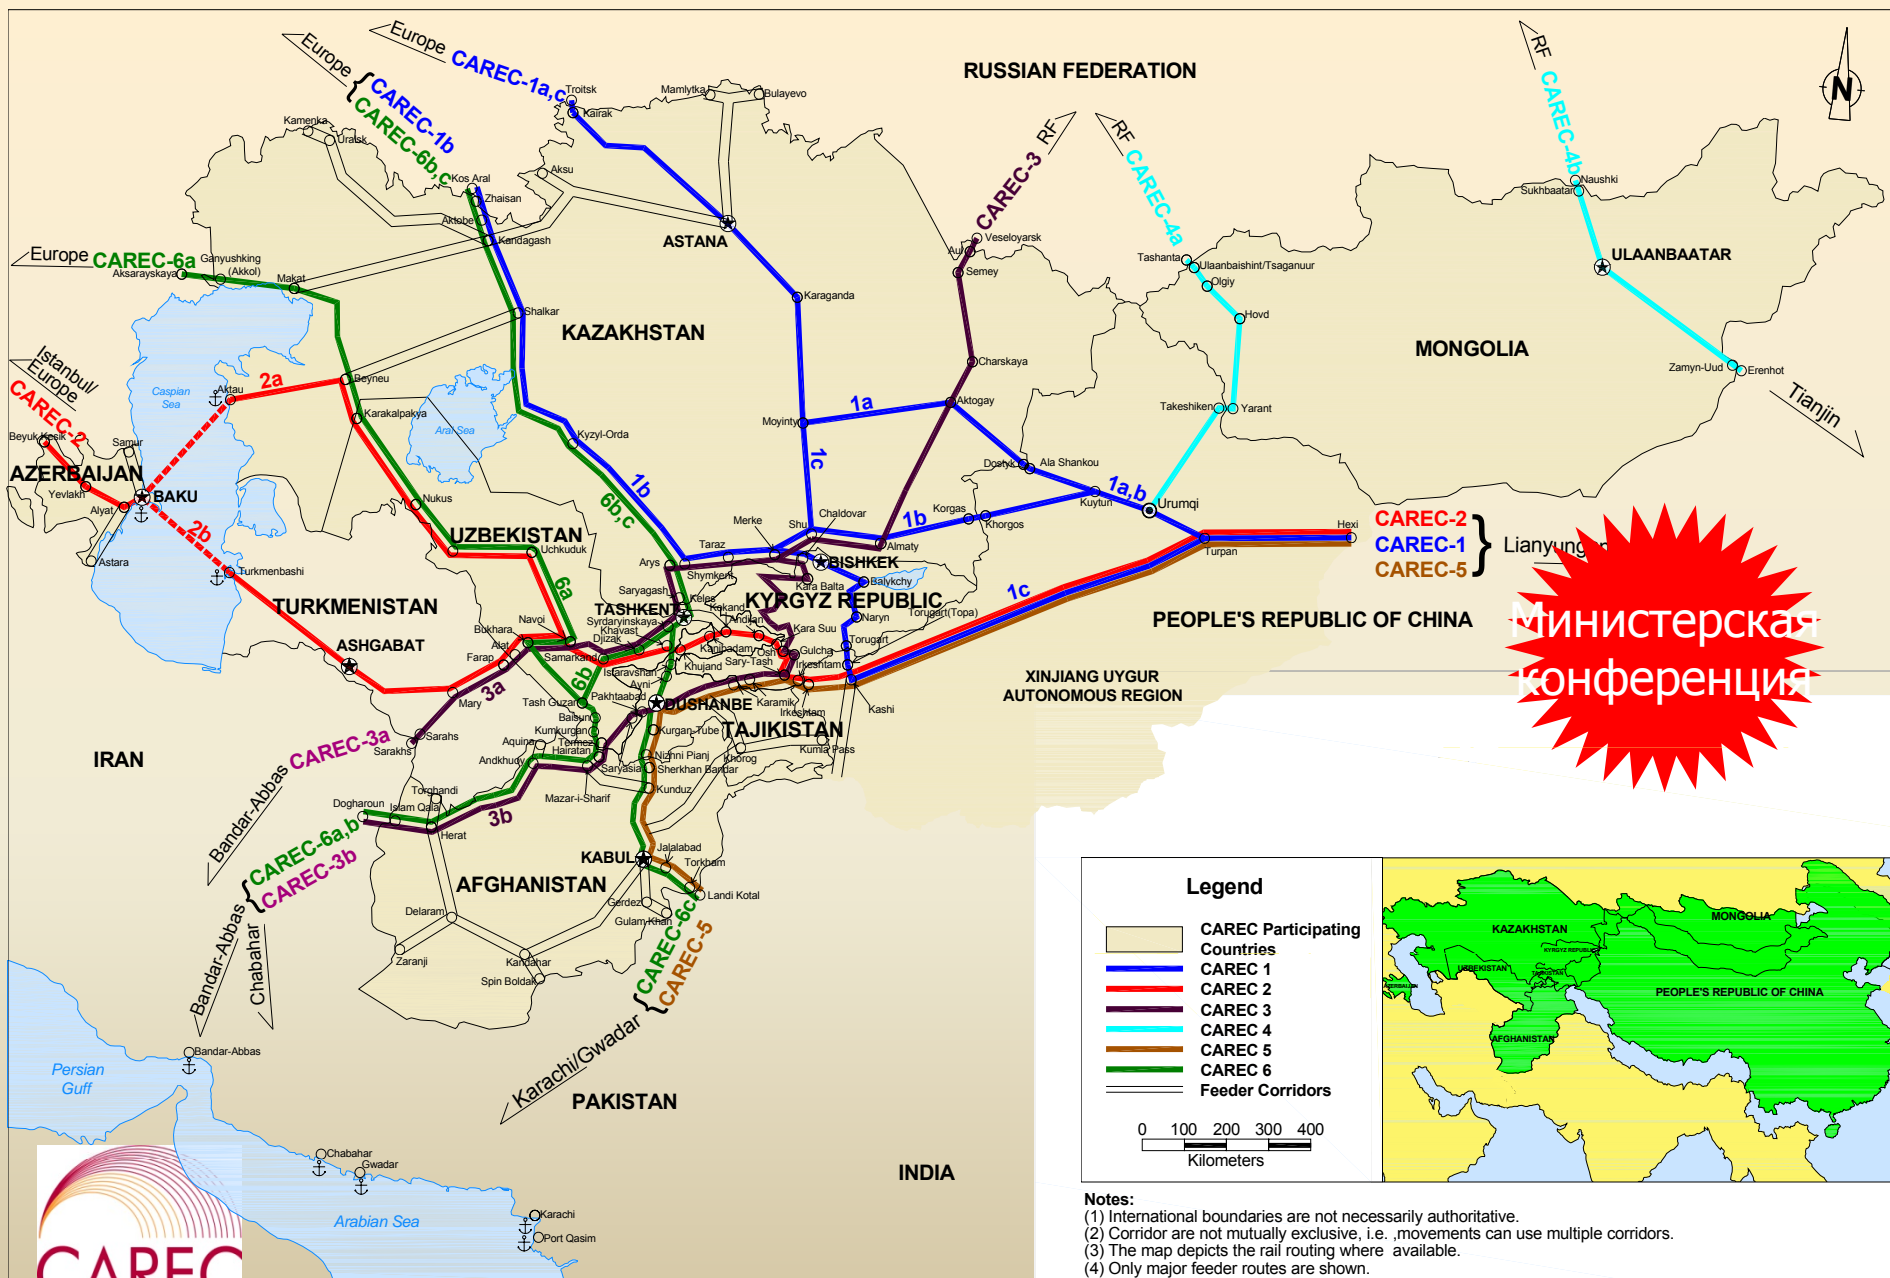 Europe CAREC-1a,c
Europe
CAREC-1b
CAREC-6b,c
RUSSIAN FEDERATION
RF CAREC-4b
N
Troitsk
Kairak
Mamlytka
Bulayevo
Kamenka
Uralsk
Aksu
CAREC-3 RF
RF CAREC-4a
Kos Aral
Zhaisan
Aktobe
Kandagash
ASTANA
Naushki
Sukhbaatar
ULAANBAATAR
Europe CAREC-6a
Aksarayskaya
Ganyushking
(Akkol)
Makat
Aul
Veseloyarsk
Semey
Tashanta
Ulaanbaishint/Tsaganuur
Olgiy
Hovd
Karaganda
Shalkar
KAZAKHSTAN
MONGOLIA
Charskaya
Zamyn-Uud
Erenhot
Tianjin
Istanbul/
Europe
CAREC-2
Caspian
Sea
Aktau
2a
Beyneu
Karakalpakya
Aral Sea
Moyinty
1a
Aktogay
Takeshiken
Yarant
Beyuk Kesik
Samur
AZERBAIJAN
Yevlakh
BAKU
Alyat
Astara
2b
Kyzyl-Orda
1b
6b,c
1c
Dostyk
Ala Shankou
Kuytun
1a,b
Urumqi
Nukus
UZBEKISTAN
Uchkuduk
Merke
Shu
Chaldovar
1b
Korgas
Khorgos
Almaty
Turpan
Hexi
CAREC-2
CAREC-1
CAREC-5
Turkmenbashi
TURKMENISTAN
6a
Arys
Taraz
Shymkent
BISHKEK
Kara Balta
Balykchy
Saryagash
Keles
TASHKENT
KYRGYZ REPUBLIC
Naryn
Torugart(Topa)
1c
PEOPLE'S REPUBLIC OF CHINA
Министерская
конференция
ASHGABAT
Navoi
Bukhara
Alat
Farap
Syrdaryinskaya
Khavast
Djizak
Kokand
Andkan
Kanibadam
Kara Suu
Torugart
Osh
Gulcha
Samarkand
Khujand
Sary-Tash
Irkeshtam
Istaravshan
Ayni
XINJIANG UYGUR
AUTONOMOUS REGION
Kashi
Mary
3a
6b
Tash Guzar
Pakhtaabad
DUSHANBE
Karamik
Irkeshtam
TAJIKISTAN
Baisun
Kumkurgan
Termez
Hairatan
Kurgan-Tube
Kumla Pass
Khorog
IRAN
Sarahs
Sarakhs
Aquina
Andkhuoy
Saryasia
Nizhni Pianj
Sherkhan Bandar
Kunduz
Mazar-i-Sharif
Bandar-Abbas CAREC-3a
Torghandi
Dogharoun
Islam Qala
Herat
3b
Bandar-Abbas
CAREC-6a,b
CAREC-3b
Chabahar
KABUL
Jalalabad
Torkham
Landi Kotal
AFGHANISTAN
Gerdez
Gulam Khan
Delaram
Zaranji
Kandahar
Spin Boldak
Karachi/Gwadar
CAREC-6c
CAREC-5
Persian
Guff
Bandar-Abbas
PAKISTAN
INDIA
Chabahar
Gwadar
Arabian Sea
Karachi
Port Qasim
CAREC
Legend
CAREC Participating
Countries
CAREC 1
CAREC 2
CAREC 3
CAREC 4
CAREC 5
CAREC 6
Feeder Corridors
0 100 200 300 400
Kilometers
KAZAKHSTAN
MONGOLIA
KYRGYZ REPUBLIC
UZBEKISTAN
TAJIKISTAN
AZERBAIJAN
PEOPLE'S REPUBLIC OF CHINA
AFGHANISTAN
Notes:
(1) International boundaries are not necessarily authoritative.
(2) Corridor are not mutually exclusive, i.e. ,movements can use multiple corridors.
(3) The map depicts the rail routing where available.
(4) Only major feeder routes are shown.